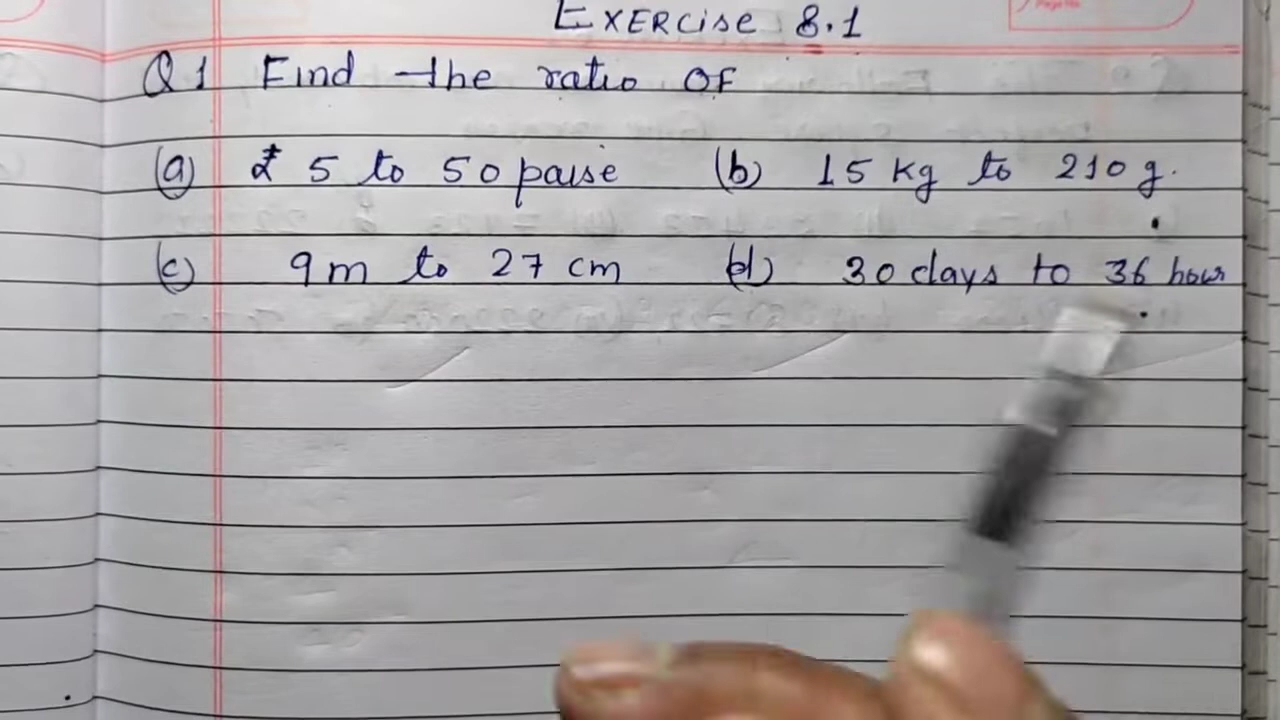 Exercise 8.1
Q1 Find the ratio of
(a) ₹ 5 to 50 paise (b) 15 kg to 210 g.
(c) 9m to 27 cm (d) 30 days to 36 hour